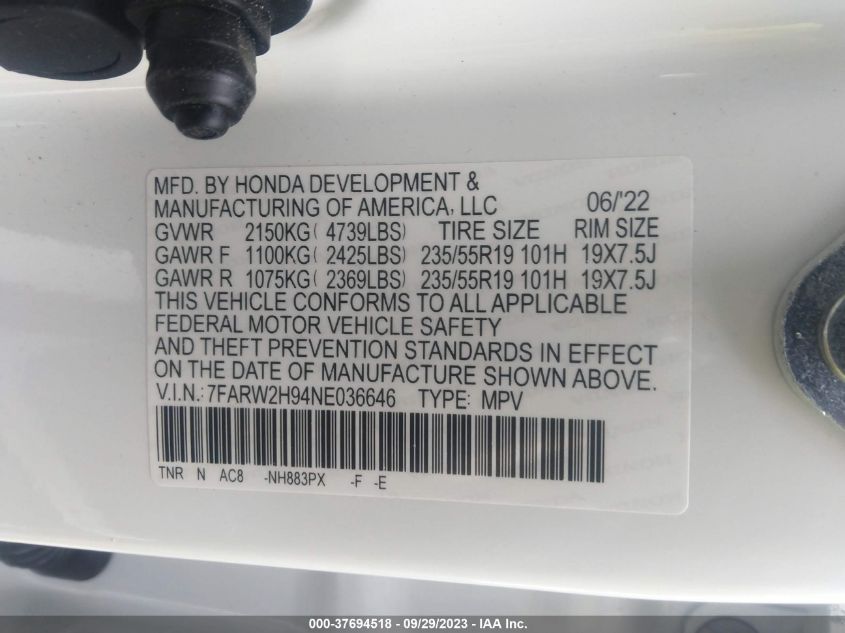 MFD. BY HONDA DEVELOPMENT &
MANUFACTURING OF AMERICA, LLC 06/'22
GVWR 2150KG( 4739LBS) TIRE SIZE RIM SIZE
GAWR F 1100KG( 2425LBS) 235/55R19 101H 19X7.5J
GAWR R 1075KG( 2369LBS) 235/55R19 101H 19X7.5J
THIS VEHICLE CONFORMS TO ALL APPLICABLE
FEDERAL MOTOR VEHICLE SAFETY
AND THEFT PREVENTION STANDARDS IN EFFECT
ON THE DATE OF MANUFACTURE SHOWN ABOVE.
V.I.N.:7FARW2H94NE036646 TYPE: MPV
TNR N AC8 -NH883PX -F -E
000-37694518 - 09/29/2023 - IAA Inc.